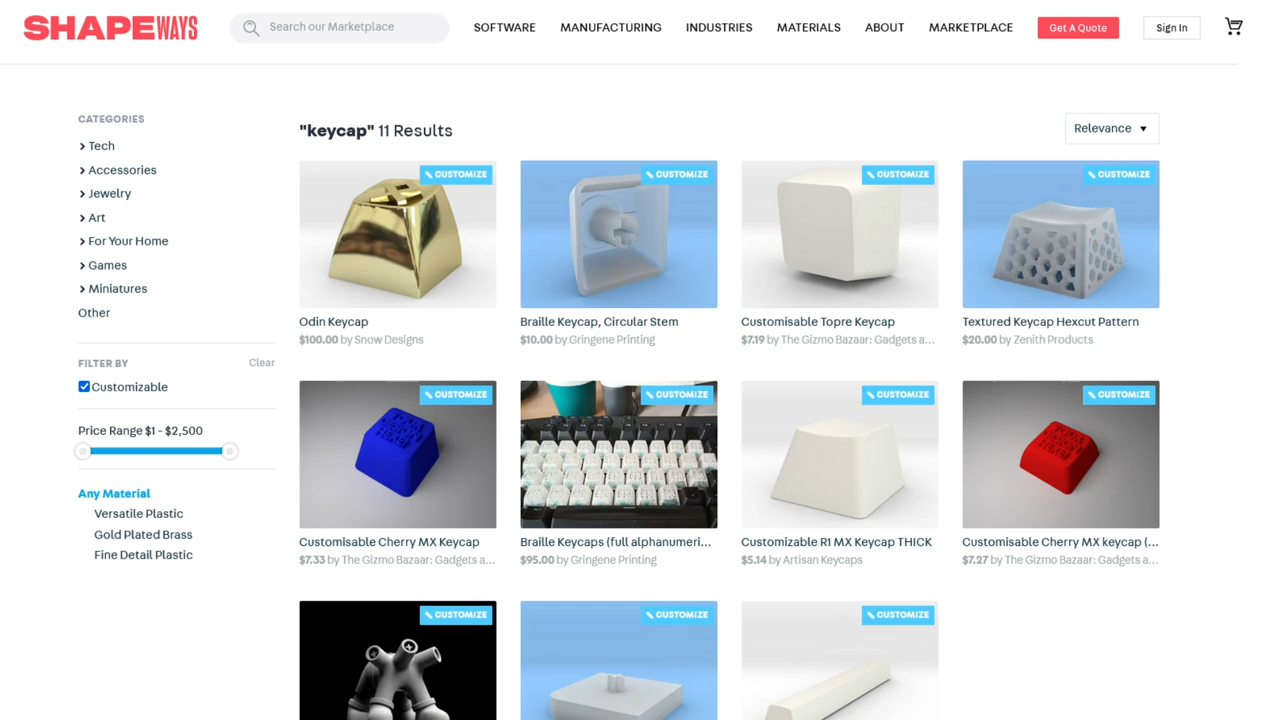 SHAPEWAYS
Search our Marketplace
SOFTWARE
MANUFACTURING
INDUSTRIES
MATERIALS
ABOUT
MARKETPLACE
Get A Quote
Sign In
CATEGORIES
Tech
Accessories
Jewelry
Art
For Your Home
Games
Miniatures
Other
FILTER BY
Clear
Customizable
Price Range $1 - $2,500
Any Material
Versatile Plastic
Gold Plated Brass
Fine Detail Plastic
"keycap" 11 Results
Relevance
CUSTOMIZE
CUSTOMIZE
CUSTOMIZE
CUSTOMIZE
Odin Keycap
$100.00 by Snow Designs
Braille Keycap, Circular Stem
$10.00 by Gringene Printing
Customisable Topre Keycap
$7.19 by The Gizmo Bazaar: Gadgets a...
Textured Keycap Hexcut Pattern
$20.00 by Zenith Products
CUSTOMIZE
CUSTOMIZE
CUSTOMIZE
CUSTOMIZE
Customisable Cherry MX Keycap
$7.33 by The Gizmo Bazaar: Gadgets a...
Braille Keycaps (full alphanumeri...
$95.00 by Gringene Printing
Customizable R1 MX Keycap THICK
$5.14 by Artisan Keycaps
Customisable Cherry MX keycap (...
$7.27 by The Gizmo Bazaar: Gadgets a...
CUSTOMIZE
CUSTOMIZE
CUSTOMIZE